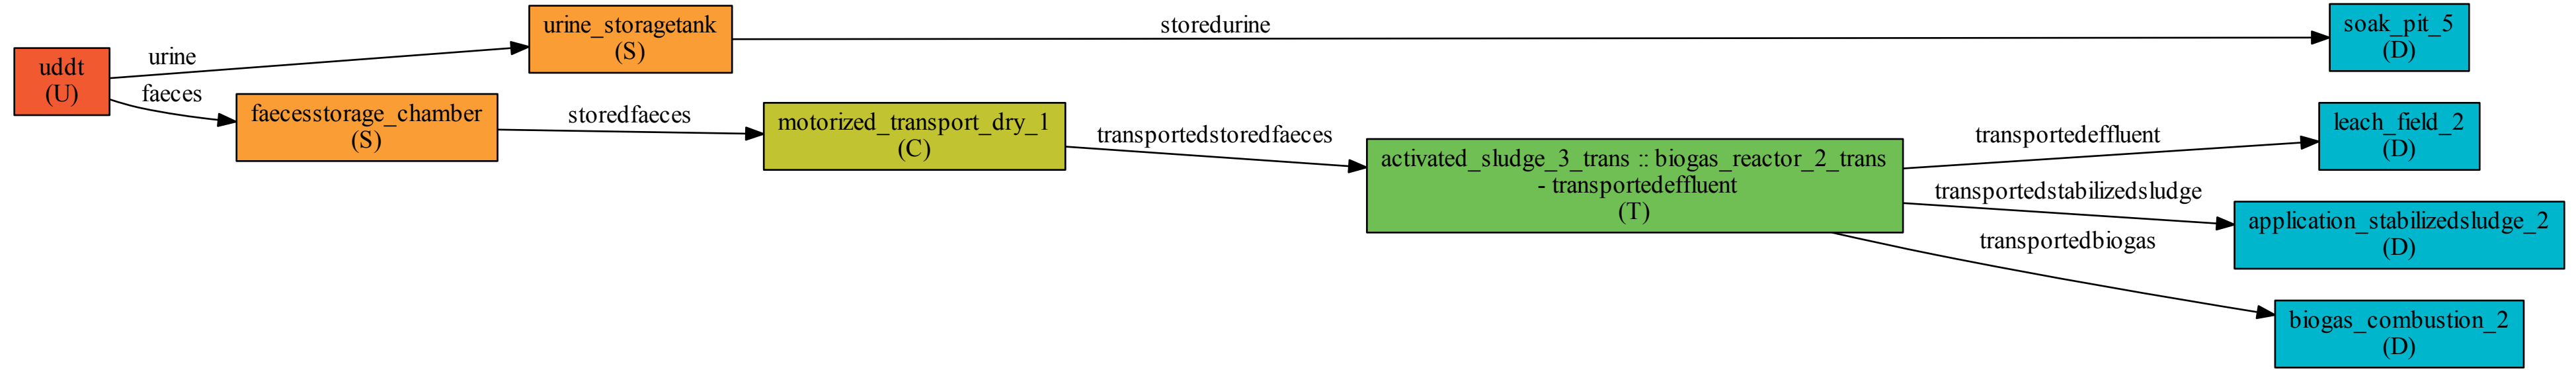 uddt
(U)
urine
faeces
urine_storagetank
(S)
faecesstorage_chamber
(S)
storedurine
storedfaeces
motorized_transport_dry_1
(C)
transportedstoredfaeces
activated_sludge_3_trans :: biogas_reactor_2_trans
- transportedeffluent
(T)
transportedeffluent
transportedstabilizedsludge
transportedbiogas
soak_pit_5
(D)
leach_field_2
(D)
application_stabilizedsludge_2
(D)
biogas_combustion_2
(D)